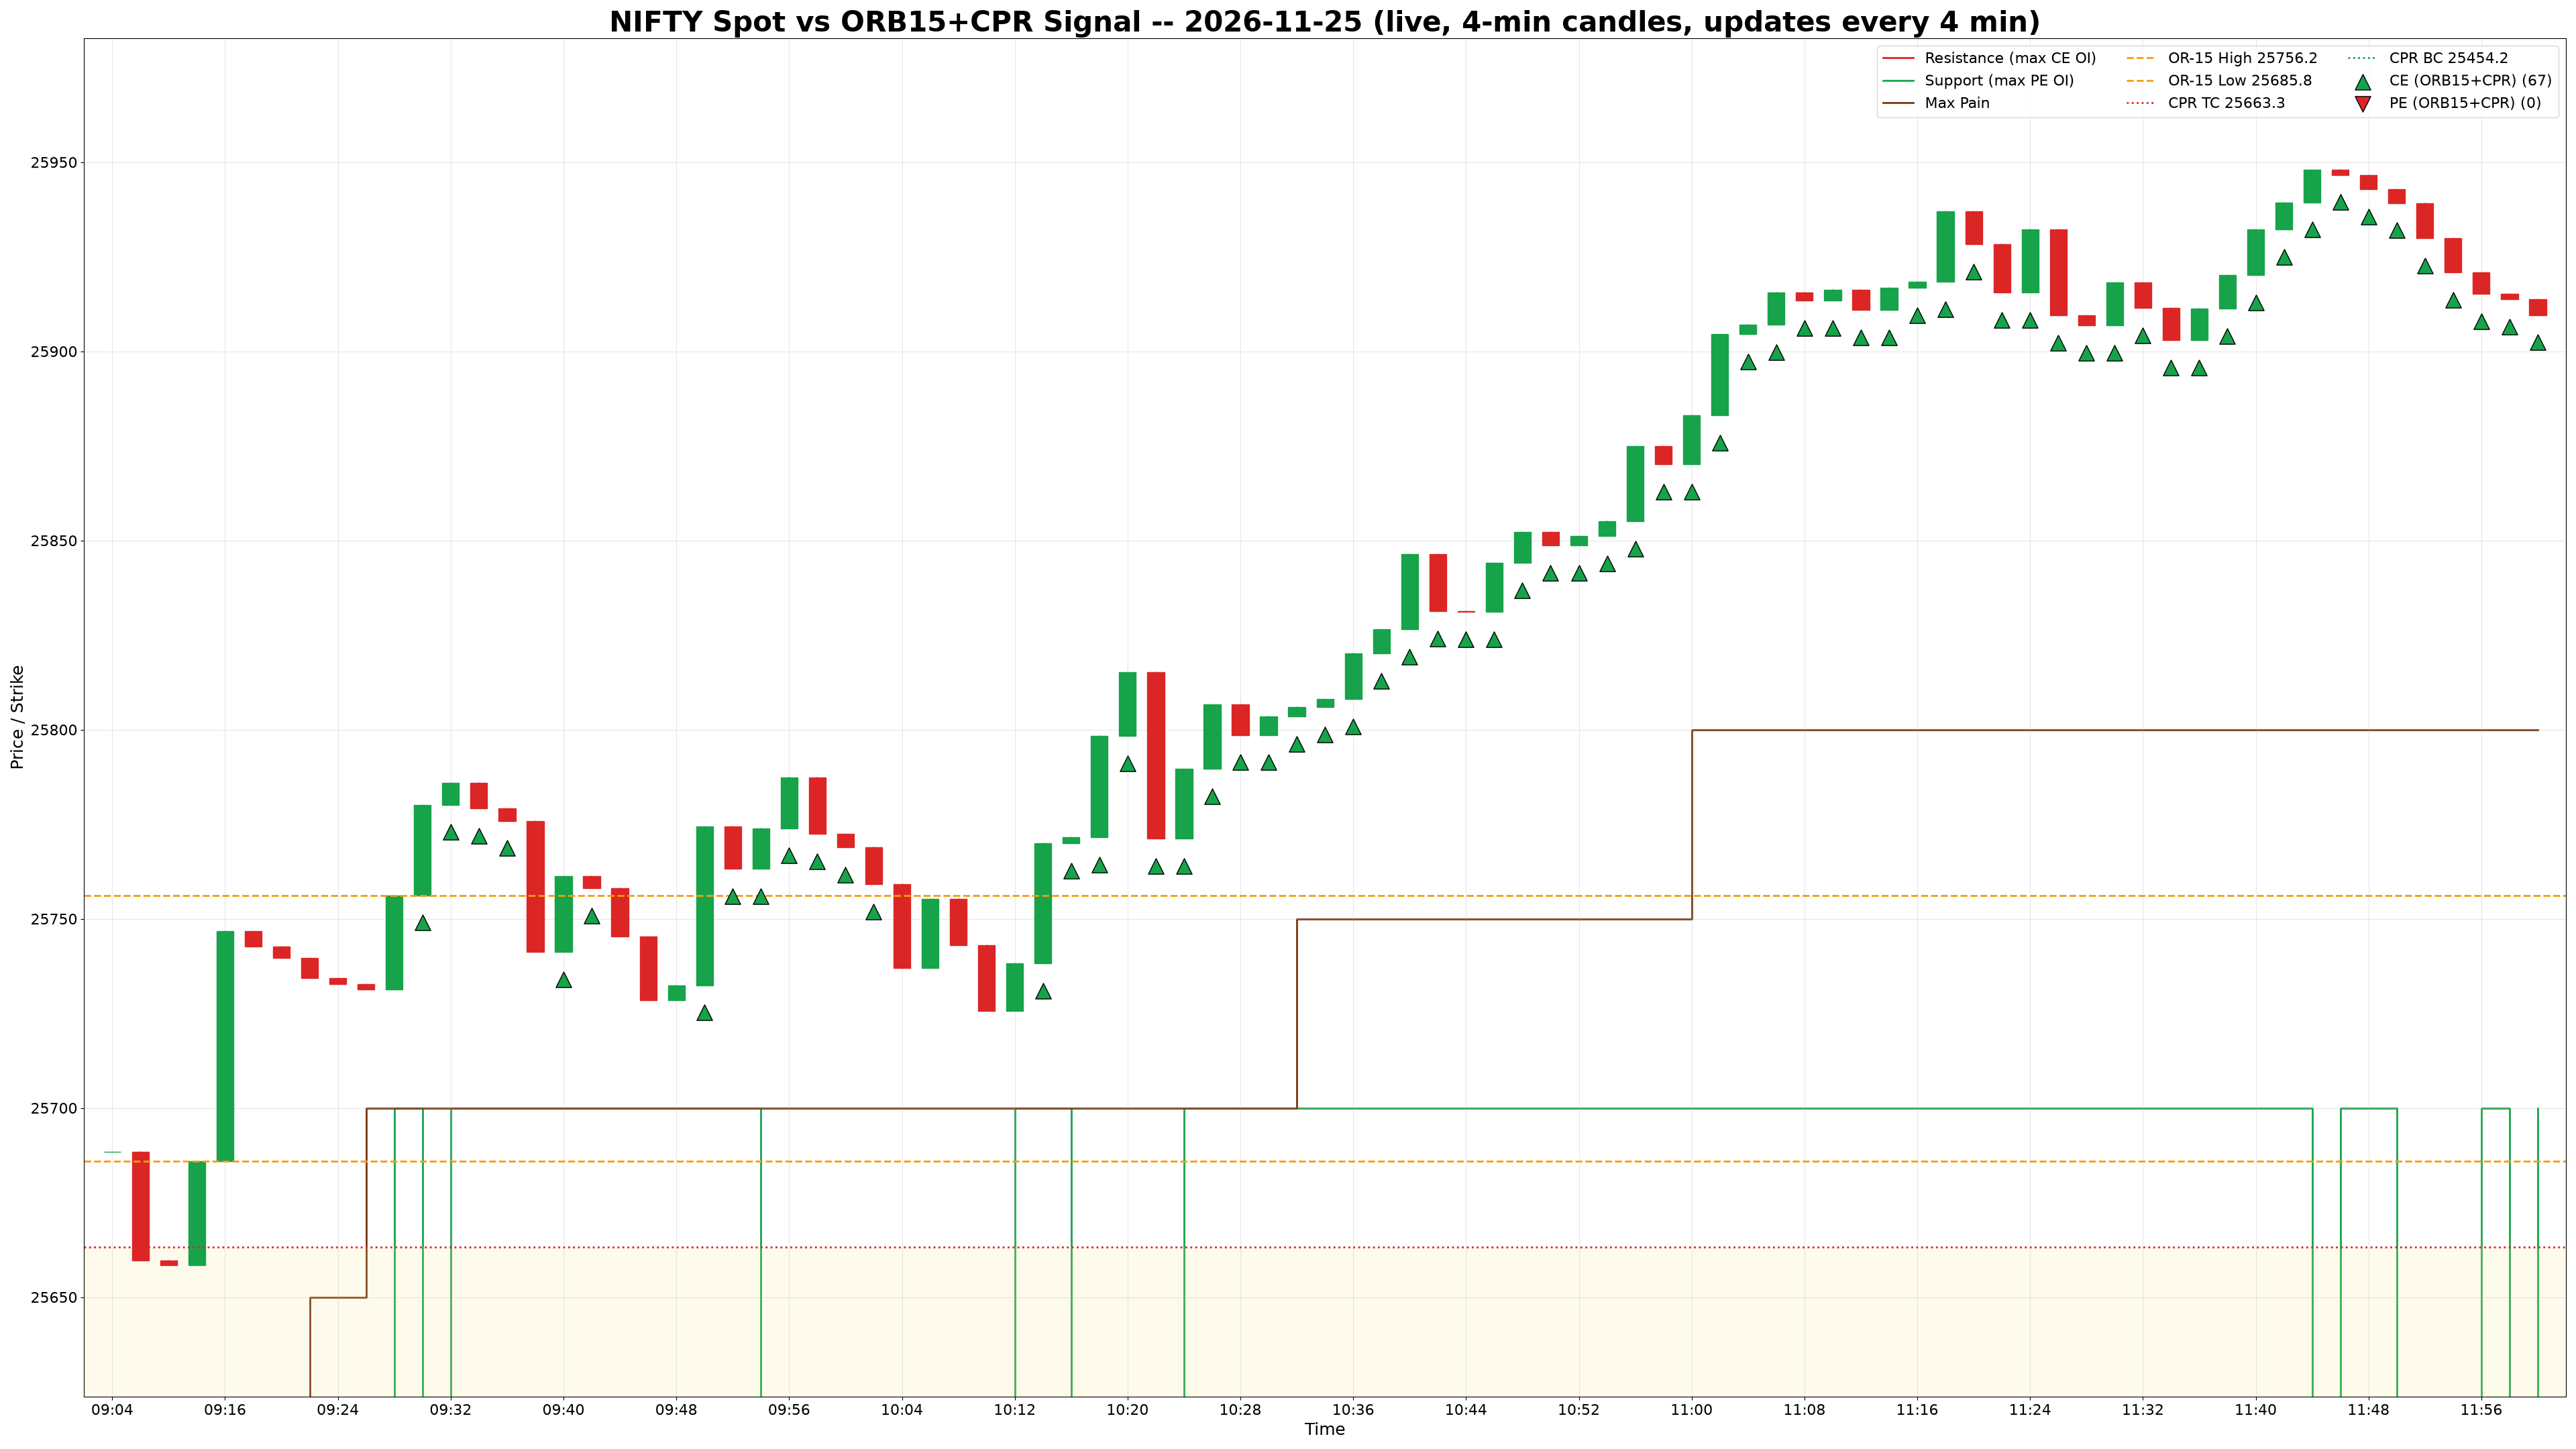 NIFTY Spot vs ORB15+CPR Signal -- 2026-11-25 (live, 4-min candles, updates every 4 min)
Resistance (max CE OI)
Support (max PE OI)
Max Pain
OR-15 High 25756.2
OR-15 Low 25685.8
CPR TC 25663.3
CPR BC 25454.2
CE (ORB15+CPR) (67)
PE (ORB15+CPR) (0)
Price / Strike
25950
25900
25850
25800
25750
25700
25650
09:04 09:16 09:24 09:32 09:40 09:48 09:56 10:04 10:12 10:20 10:28 10:36 10:44 10:52 11:00 11:08 11:16 11:24 11:32 11:40 11:48 11:56
Time